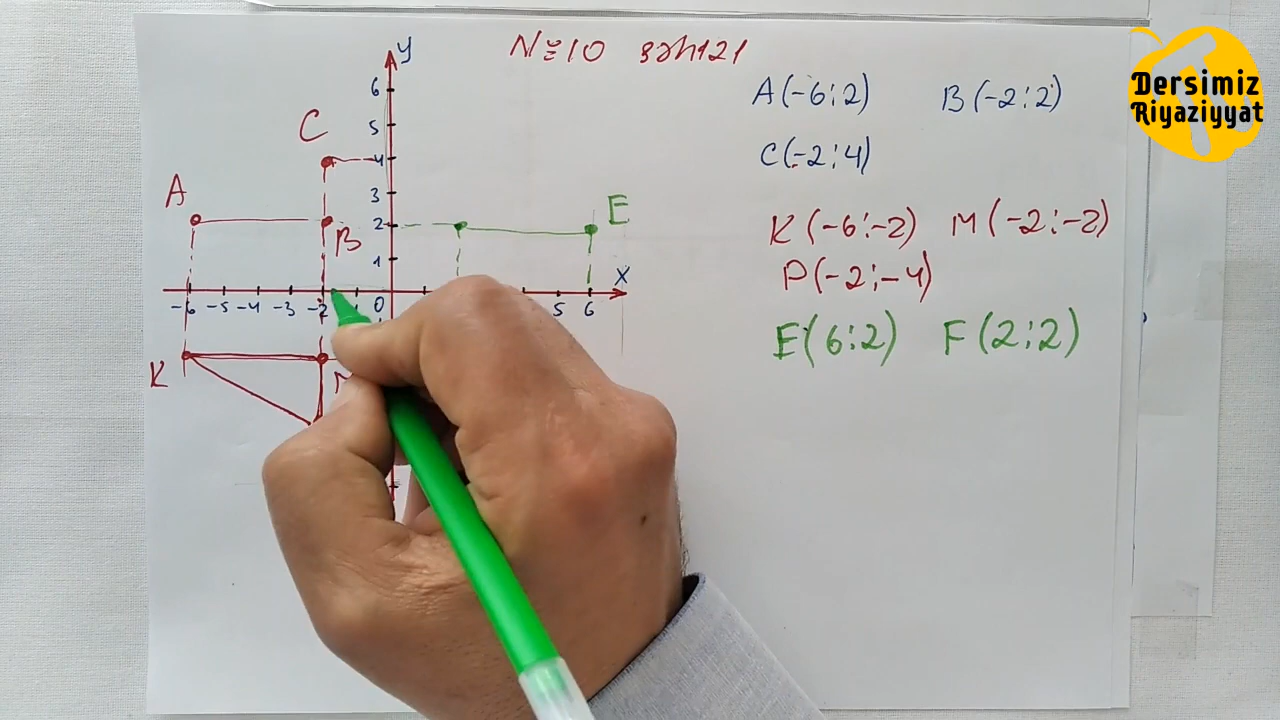 №10 səh121
Dersimiz
Riyaziyyat
A(-6;2) B(-2;2)
C(-2;4)
K(-6;-2) M(-2;-2)
P(-2;-4)
E(6;2) F(2;2)
y
6
5
4
3
2
1
C
A
B
E
x
-6 -5 -4 -3 -2 1 0 5 6
K M